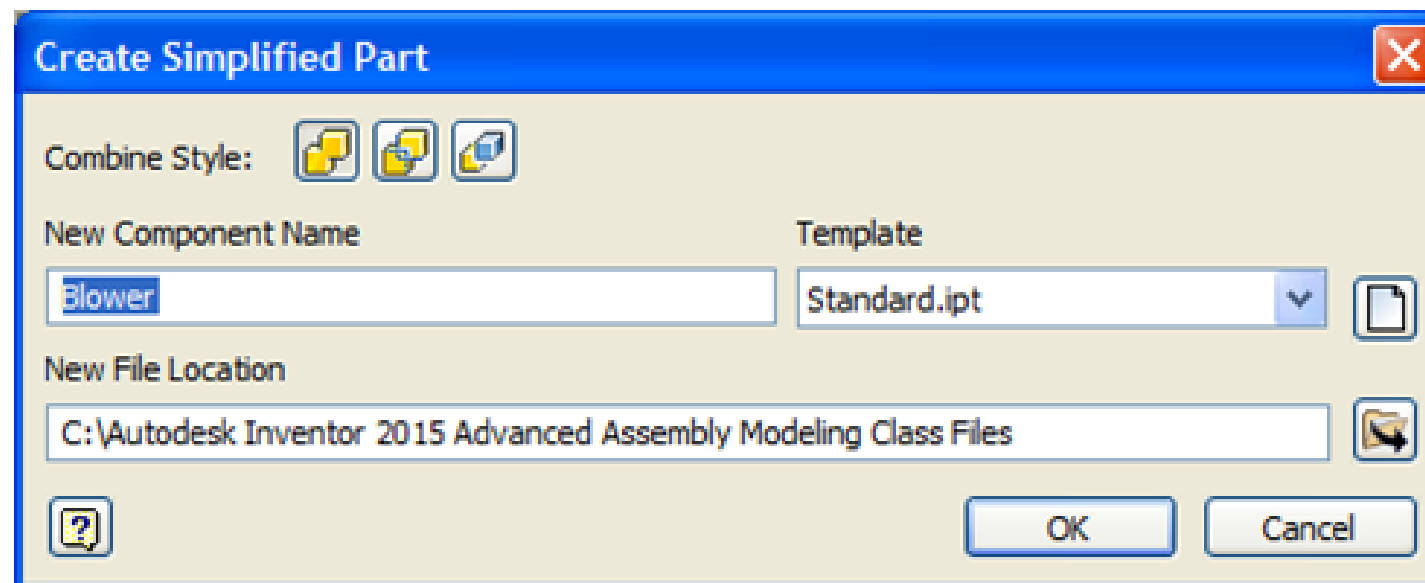 Create Simplified Part
Combine Style:
New Component Name
Template
Blower
Standard.ipt
New File Location
C:\Autodesk Inventor 2015 Advanced Assembly Modeling Class Files
?
OK
Cancel